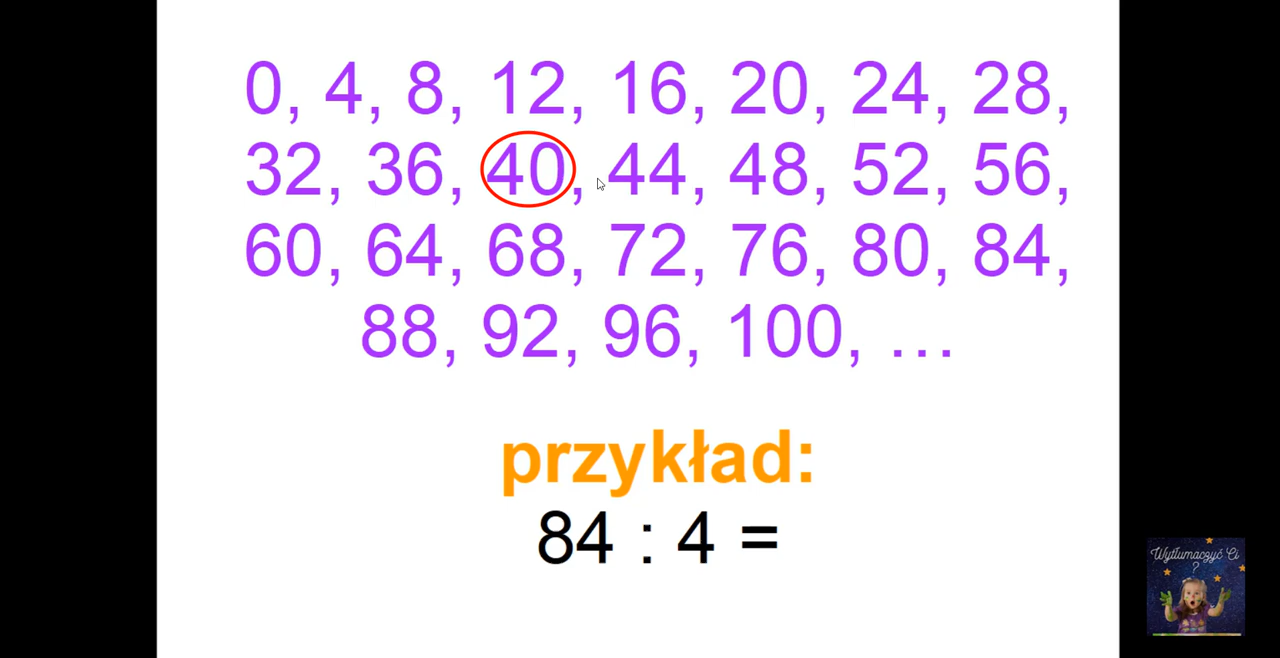 0, 4, 8, 12, 16, 20, 24, 28,
32, 36, 40, 44, 48, 52, 56,
60, 64, 68, 72, 76, 80, 84,
88, 92, 96, 100, ...
przykład:
84 : 4 =
Wytłumaczyć Ci
?